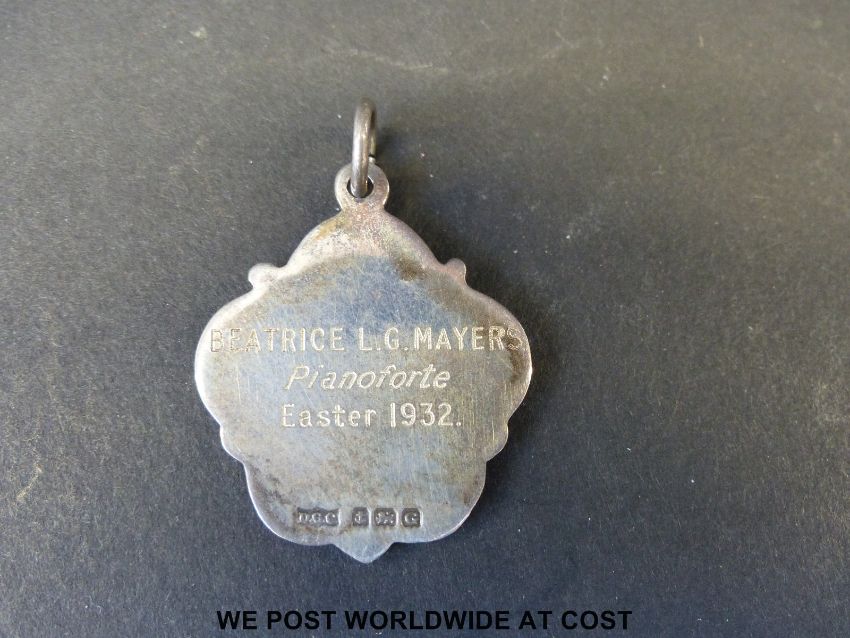 BEATRICE L.G. MAYERS
Pianoforte
Easter 1932.
D.G.C
WE POST WORLDWIDE AT COST